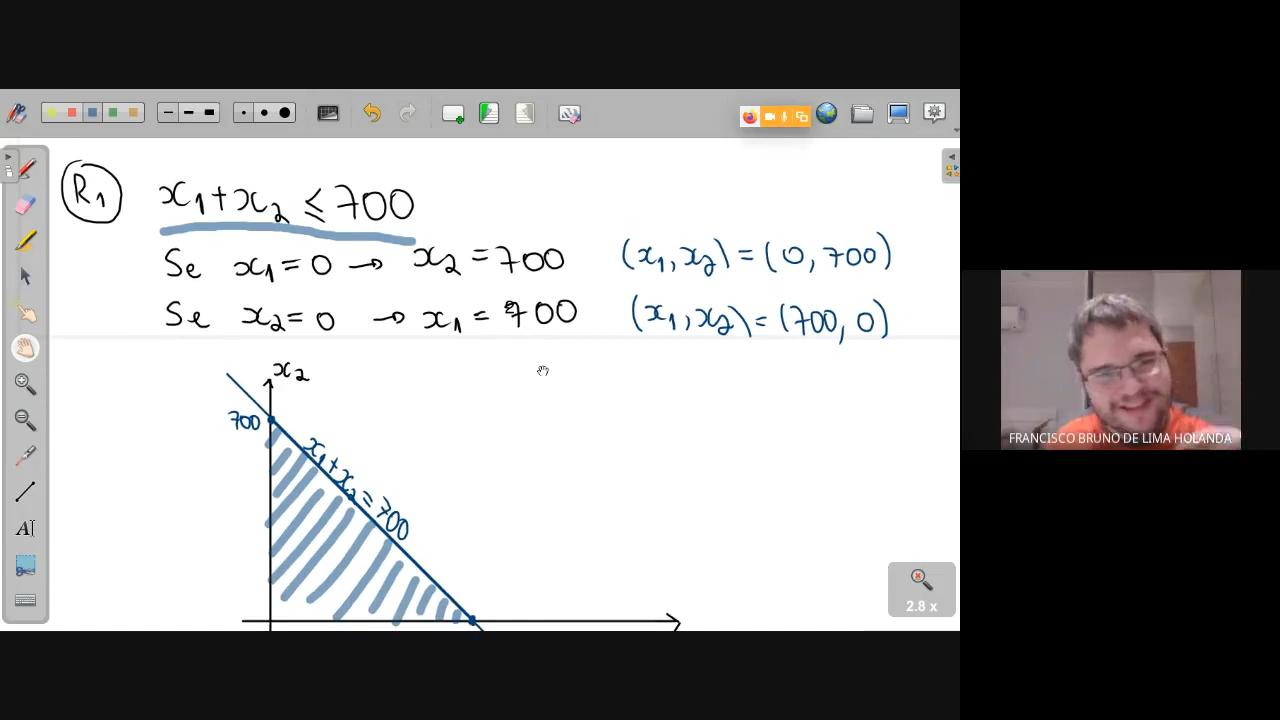 R1 x1+x2 ≤ 700
Se x1=0 → x2=700 (x1,x2)=(0,700)
Se x2=0 → x1=700 (x1,x2)=(700,0)
x2
700
x1+x2=700
A
2.8 x
FRANCISCO BRUNO DE LIMA HOLANDA